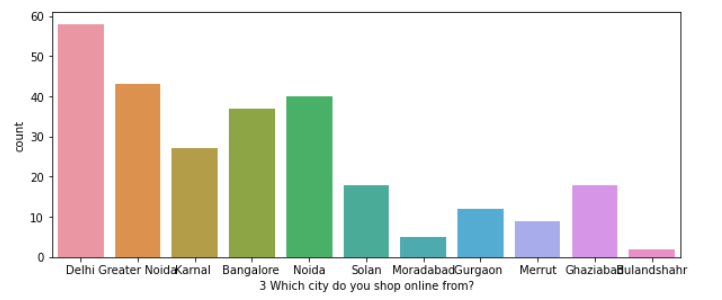 60
50
40
30
20
10
0
count
Delhi Greater Noida Karnal Bangalore Noida Solan Moradabad Gurgaon Merrut Ghaziabad Bulandshahr
3 Which city do you shop online from?